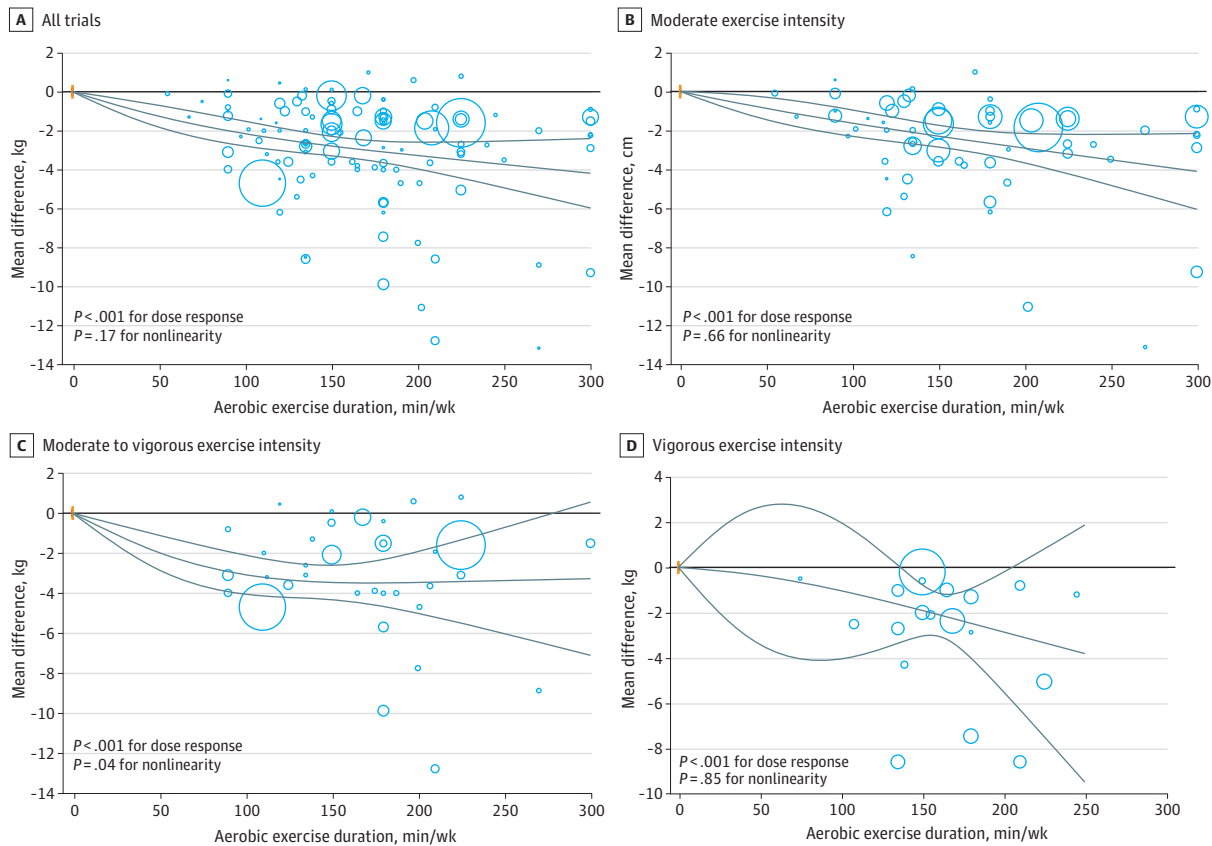 A All trials
2
0
-2
-4
-6
-8
-10
-12
-14
Mean difference, kg
P < .001 for dose response
P = .17 for nonlinearity
0 50 100 150 200 250 300
Aerobic exercise duration, min/wk
B Moderate exercise intensity
2
0
-2
-4
-6
-8
-10
-12
-14
Mean difference, cm
P < .001 for dose response
P = .66 for nonlinearity
0 50 100 150 200 250 300
Aerobic exercise duration, min/wk
C Moderate to vigorous exercise intensity
2
0
-2
-4
-6
-8
-10
-12
-14
Mean difference, kg
P < .001 for dose response
P = .04 for nonlinearity
0 50 100 150 200 250 300
Aerobic exercise duration, min/wk
D Vigorous exercise intensity
4
2
0
-2
-4
-6
-8
-10
Mean difference, kg
P < .001 for dose response
P = .85 for nonlinearity
0 50 100 150 200 250 300
Aerobic exercise duration, min/wk